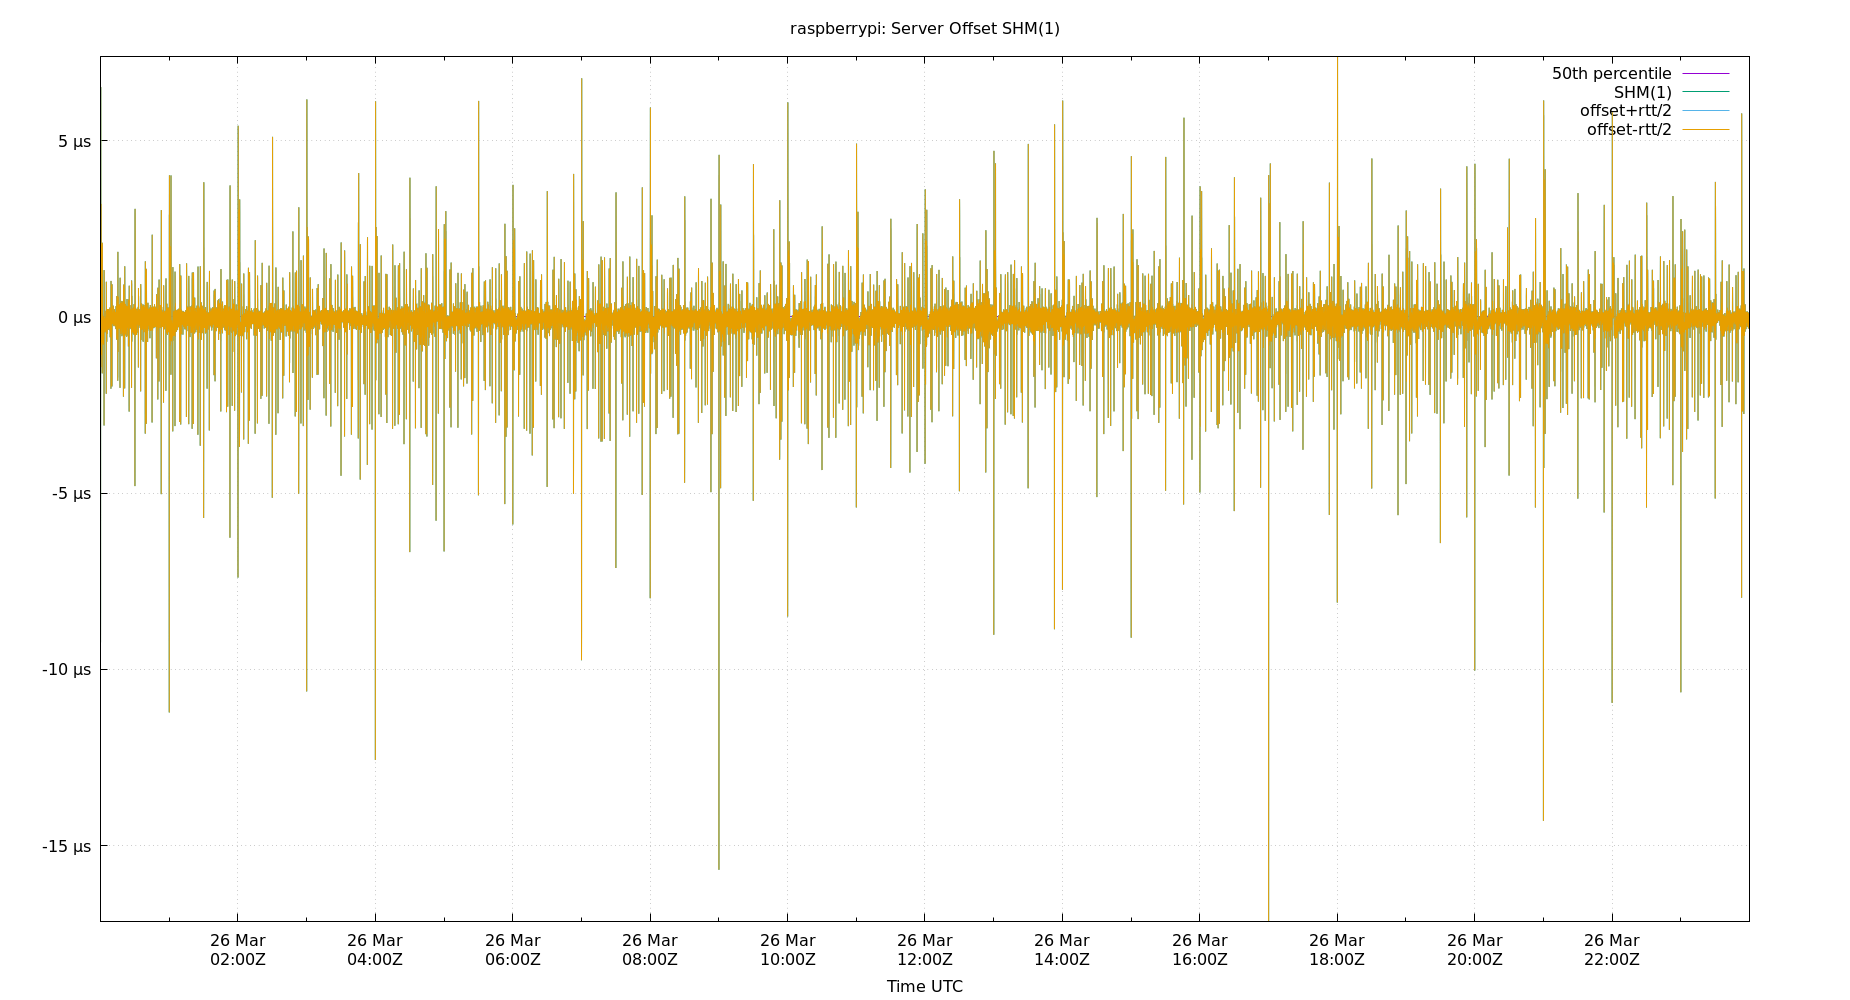 raspberrypi: Server Offset SHM(1)
50th percentile
SHM(1)
offset+rtt/2
offset-rtt/2
5 µs
0 µs
-5 µs
-10 µs
-15 µs
26 Mar 26 Mar 26 Mar 26 Mar 26 Mar 26 Mar 26 Mar 26 Mar 26 Mar 26 Mar 26 Mar
02:00Z 04:00Z 06:00Z 08:00Z 10:00Z 12:00Z 14:00Z 16:00Z 18:00Z 20:00Z 22:00Z
Time UTC